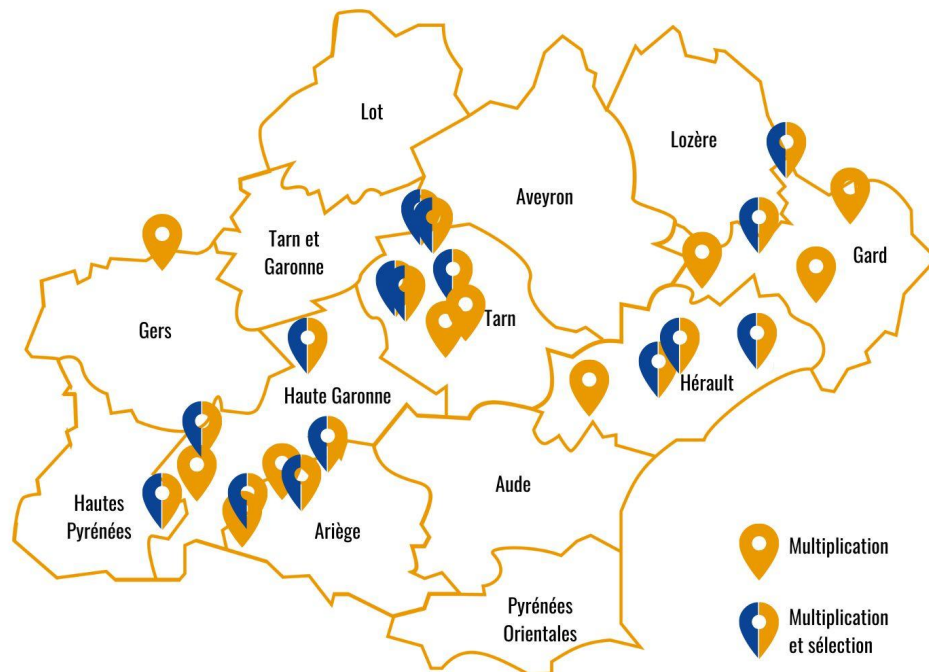 Lot
Lozère
Aveyron
Tarn et
Garonne
Gard
Gers
Tarn
Haute Garonne
Hérault
Aude
Hautes
Pyrénées
Ariège
Pyrénées
Orientales
Multiplication
Multiplication
et sélection